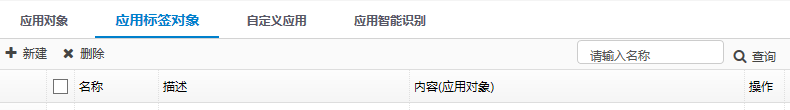 应用对象 应用标签对象 自定义应用 应用智能识别
新建 删除 请输入名称 查询
名称 描述 内容(应用对象) 操作